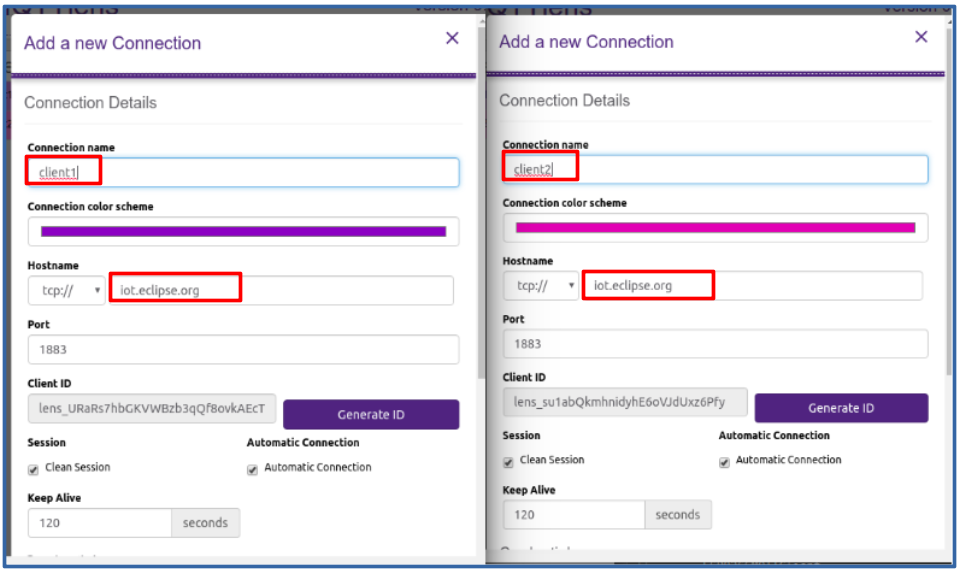 Add a new Connection ×
Connection Details
Connection name
client1
Connection color scheme
Hostname
tcp:// iot.eclipse.org
Port
1883
Client ID
lens_URaRs7hbGKVWBzb3qQf8ovkAEcT Generate ID
Session Automatic Connection
Clean Session Automatic Connection
Keep Alive
120 seconds
Add a new Connection ×
Connection Details
Connection name
client2
Connection color scheme
Hostname
tcp:// iot.eclipse.org
Port
1883
Client ID
lens_su1abQkmhnidyhE6oVJdUxz6Pfy Generate ID
Session Automatic Connection
Clean Session Automatic Connection
Keep Alive
120 seconds